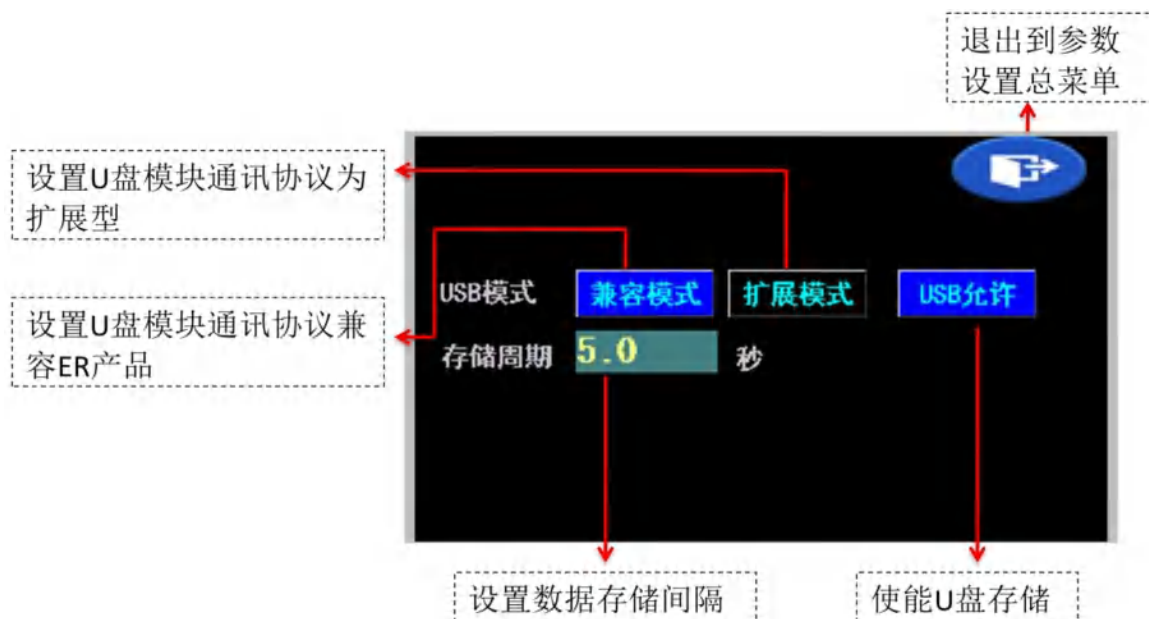 退出到参数
设置总菜单
设置U盘模块通讯协议为
扩展型
设置U盘模块通讯协议兼
容ER产品
USB模式 兼容模式 扩展模式 USB允许
存储周期 5.0 秒
设置数据存储间隔
使能U盘存储